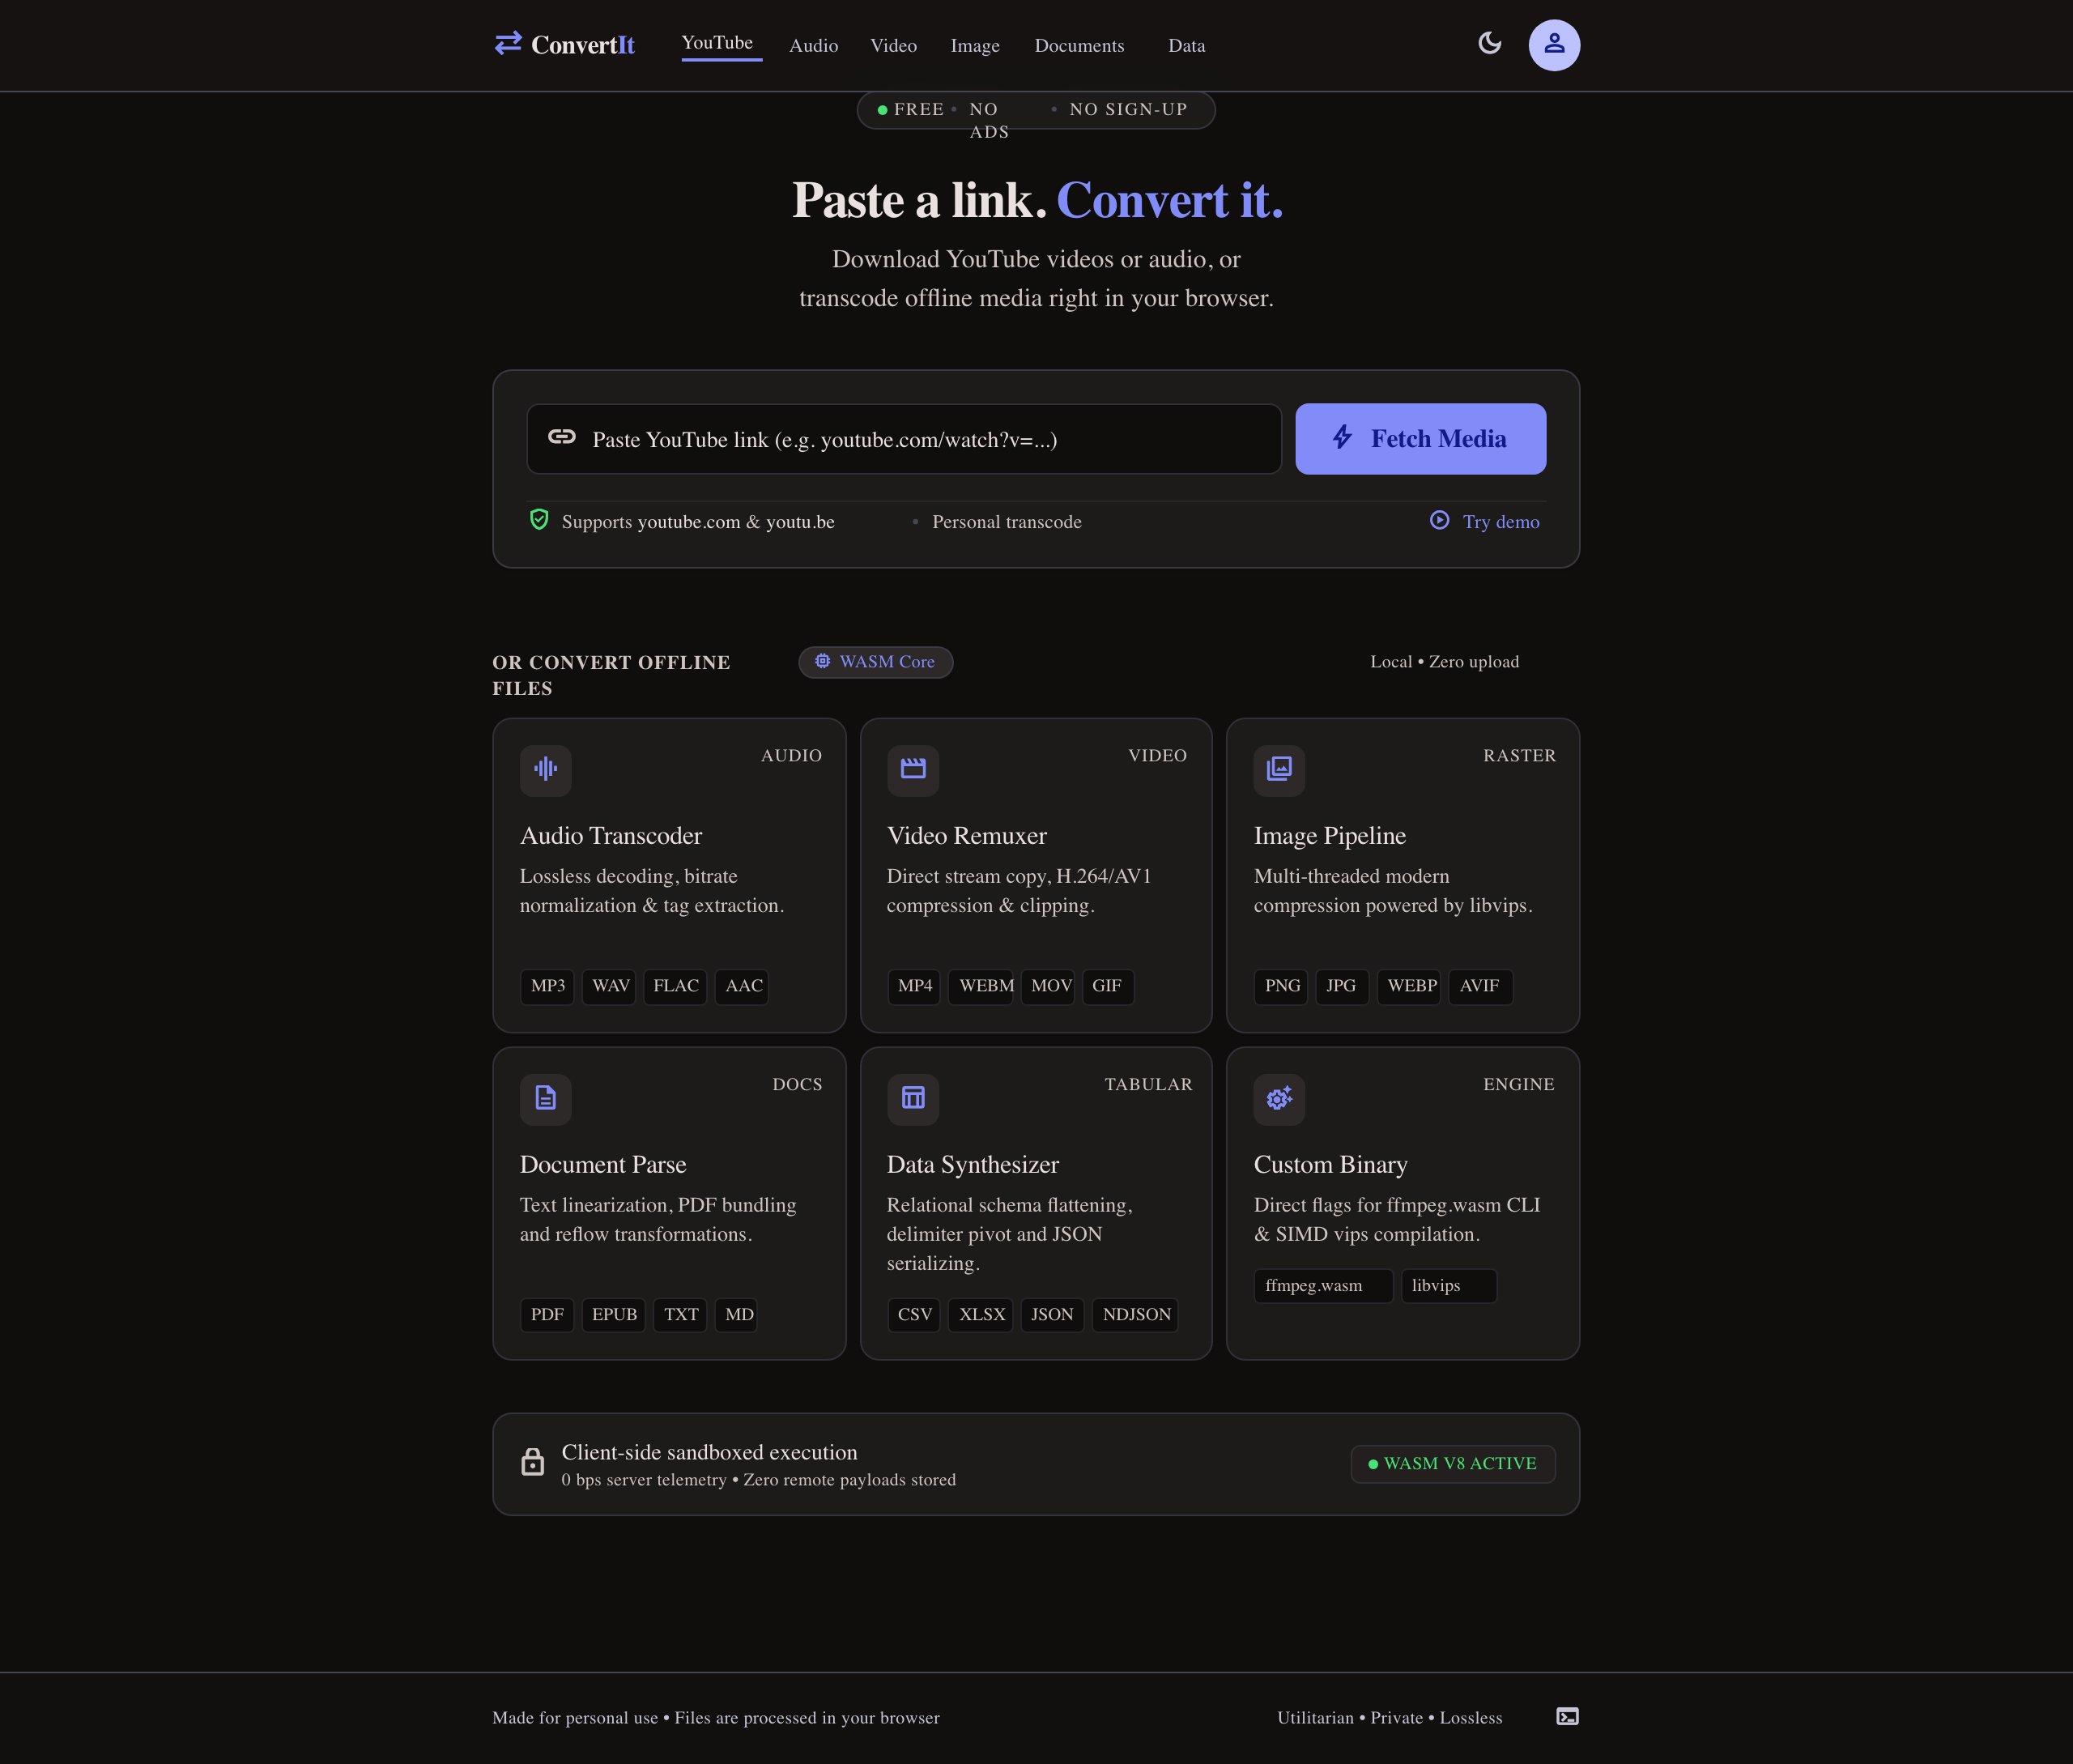 ConvertIt YouTube Audio Video Image Documents Data
FREE • NO ADS • NO SIGN-UP
Paste a link. Convert it.
Download YouTube videos or audio, or
transcode offline media right in your browser.
Paste YouTube link (e.g. youtube.com/watch?v=...)
Fetch Media
Supports youtube.com & youtu.be • Personal transcode
Try demo
OR CONVERT OFFLINE
FILES
WASM Core
Local • Zero upload
AUDIO
Audio Transcoder
Lossless decoding, bitrate
normalization & tag extraction.
MP3 WAV FLAC AAC
VIDEO
Video Remuxer
Direct stream copy, H.264/AV1
compression & clipping.
MP4 WEBM MOV GIF
RASTER
Image Pipeline
Multi-threaded modern
compression powered by libvips.
PNG JPG WEBP AVIF
DOCS
Document Parse
Text linearization, PDF bundling
and reflow transformations.
PDF EPUB TXT MD
TABULAR
Data Synthesizer
Relational schema flattening,
delimiter pivot and JSON
serializing.
CSV XLSX JSON NDJSON
ENGINE
Custom Binary
Direct flags for ffmpeg.wasm CLI
& SIMD vips compilation.
ffmpeg.wasm libvips
Client-side sandboxed execution
0 bps server telemetry • Zero remote payloads stored
WASM V8 ACTIVE
Made for personal use • Files are processed in your browser
Utilitarian • Private • Lossless